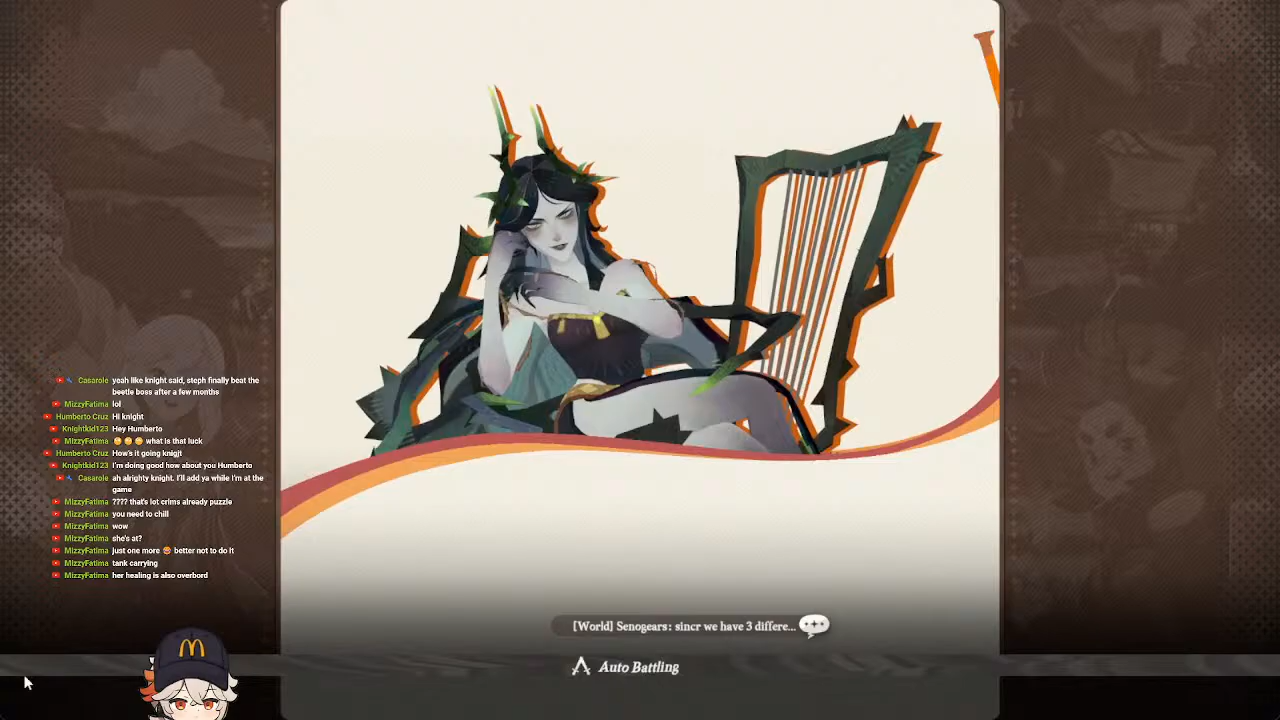 Casarole yeah like knight said, steph finally beat the
beetle boss after a few months
MizzyFatima lol
Humberto Cruz Hi knight
Knightkid123 Hey Humberto
MizzyFatima 😳😳😳 what is that luck
Humberto Cruz How's it going knigjt
Knightkid123 I'm doing good how about you Humberto
Casarole ah alrighty knight. I'll add ya while I'm at the
game
MizzyFatima ???? that's lot crims already puzzle
MizzyFatima you need to chill
MizzyFatima wow
MizzyFatima she's at?
MizzyFatima just one more 🤩 better not to do it
MizzyFatima tank carrying
MizzyFatima her healing is also overbord
[World] Senogears: sincr we have 3 differe...
Auto Battling